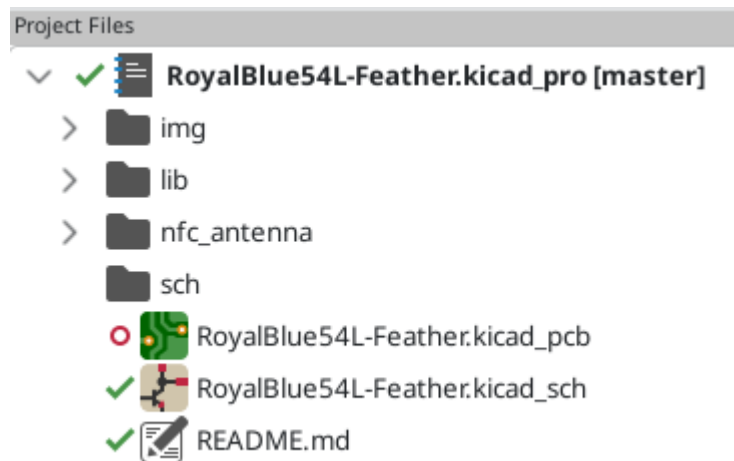 Project Files
RoyalBlue54L-Feather.kicad_pro [master]
img
lib
nfc_antenna
sch
RoyalBlue54L-Feather.kicad_pcb
RoyalBlue54L-Feather.kicad_sch
README.md